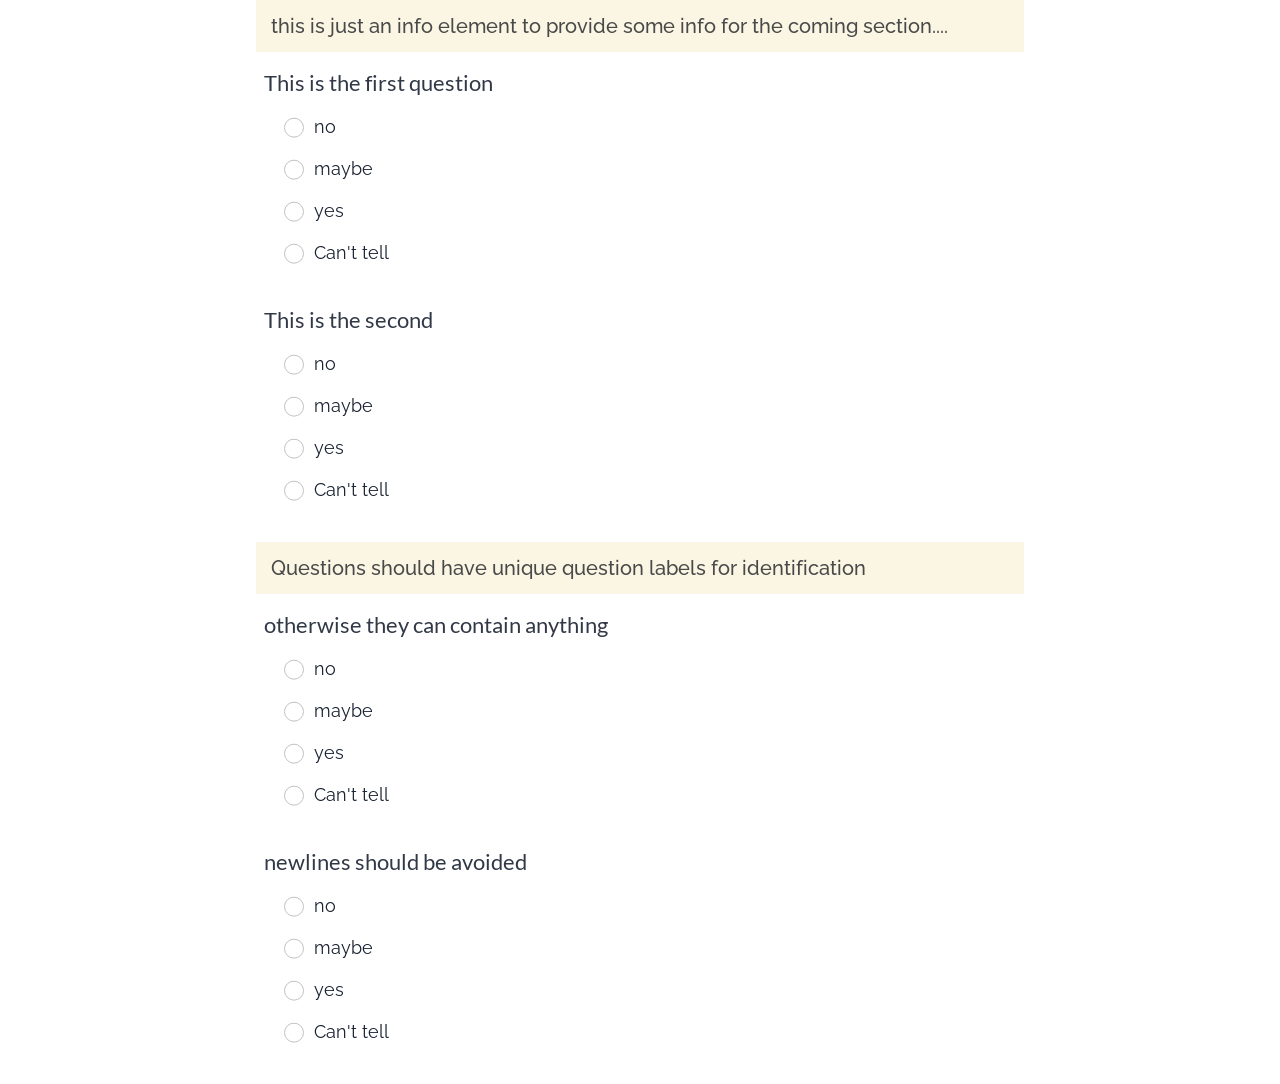 this is just an info element to provide some info for the coming section....
This is the first question
no
maybe
yes
Can't tell
This is the second
no
maybe
yes
Can't tell
Questions should have unique question labels for identification
otherwise they can contain anything
no
maybe
yes
Can't tell
newlines should be avoided
no
maybe
yes
Can't tell